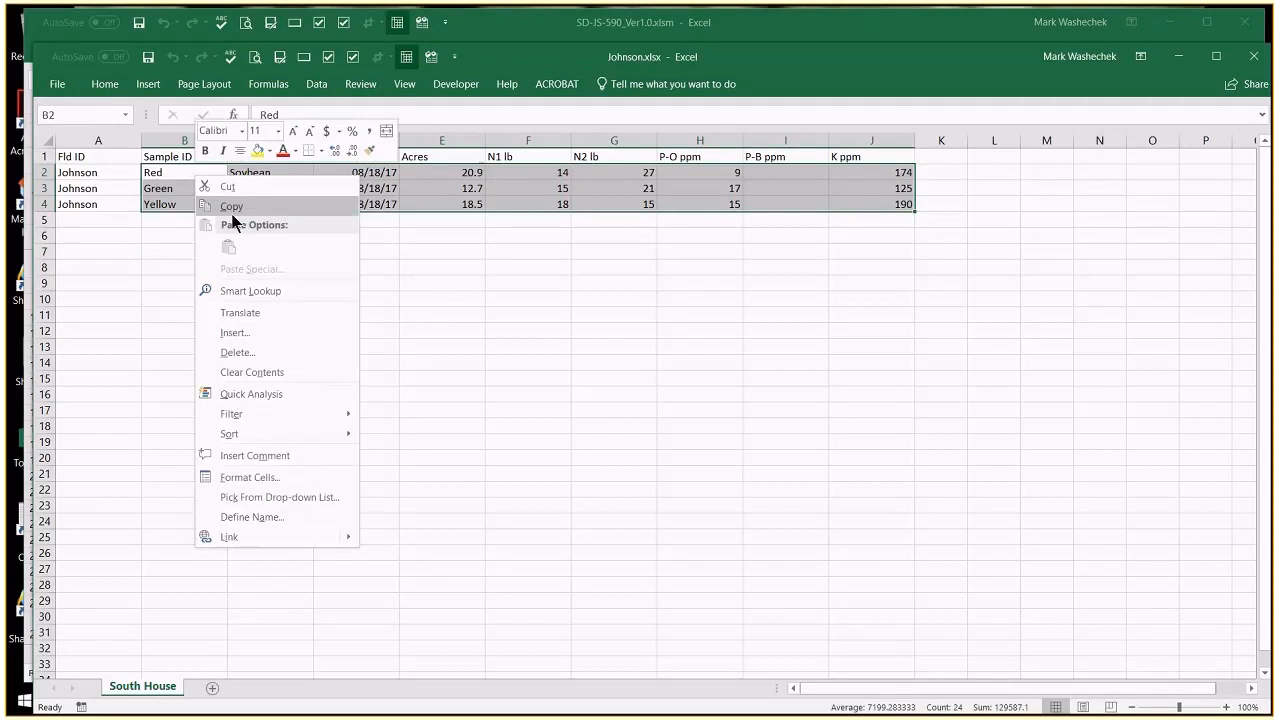 AutoSave Off SD-JS-590_Ver1.0.xlsm - Excel Mark Washechek
AutoSave Off Johnson.xlsx - Excel Mark Washechek
File Home Insert Page Layout Formulas Data Review View Developer Help ACROBAT Tell me what you want to do Share
B2 fx Red
Calibri 11 $ % ,
B I A .00
A B E F G H I J K L M N O P Q
1 Fld ID Sample ID Acres N1 lb N2 lb P-O ppm P-B ppm K ppm
2 Johnson Red Soybean 08/18/17 20.9 14 27 9 174
3 Johnson Green 12.7 15 21 17 125
4 Johnson Yellow 18.5 18 15 15 190
Cut
Copy
Options:
Paste Special...
Smart Lookup
Translate
Insert...
Delete...
Clear Contents
Quick Analysis
Filter
Sort
Insert Comment
Format Cells...
Pick From Drop-down List...
Define Name...
Link
5
6
7
8
9
10
11
12
13
14
15
16
17
18
19
20
21
22
23
24
25
26
27
28
29
30
31
32
33
South House
Ready Average: 7199.283333 Count: 24 Sum: 129587.1 100%